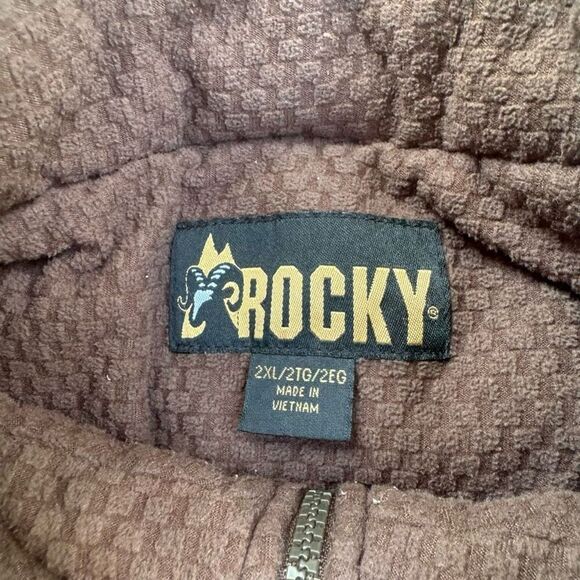 ROCKY®
2XL/2TG/2EG
MADE IN
VIETNAM